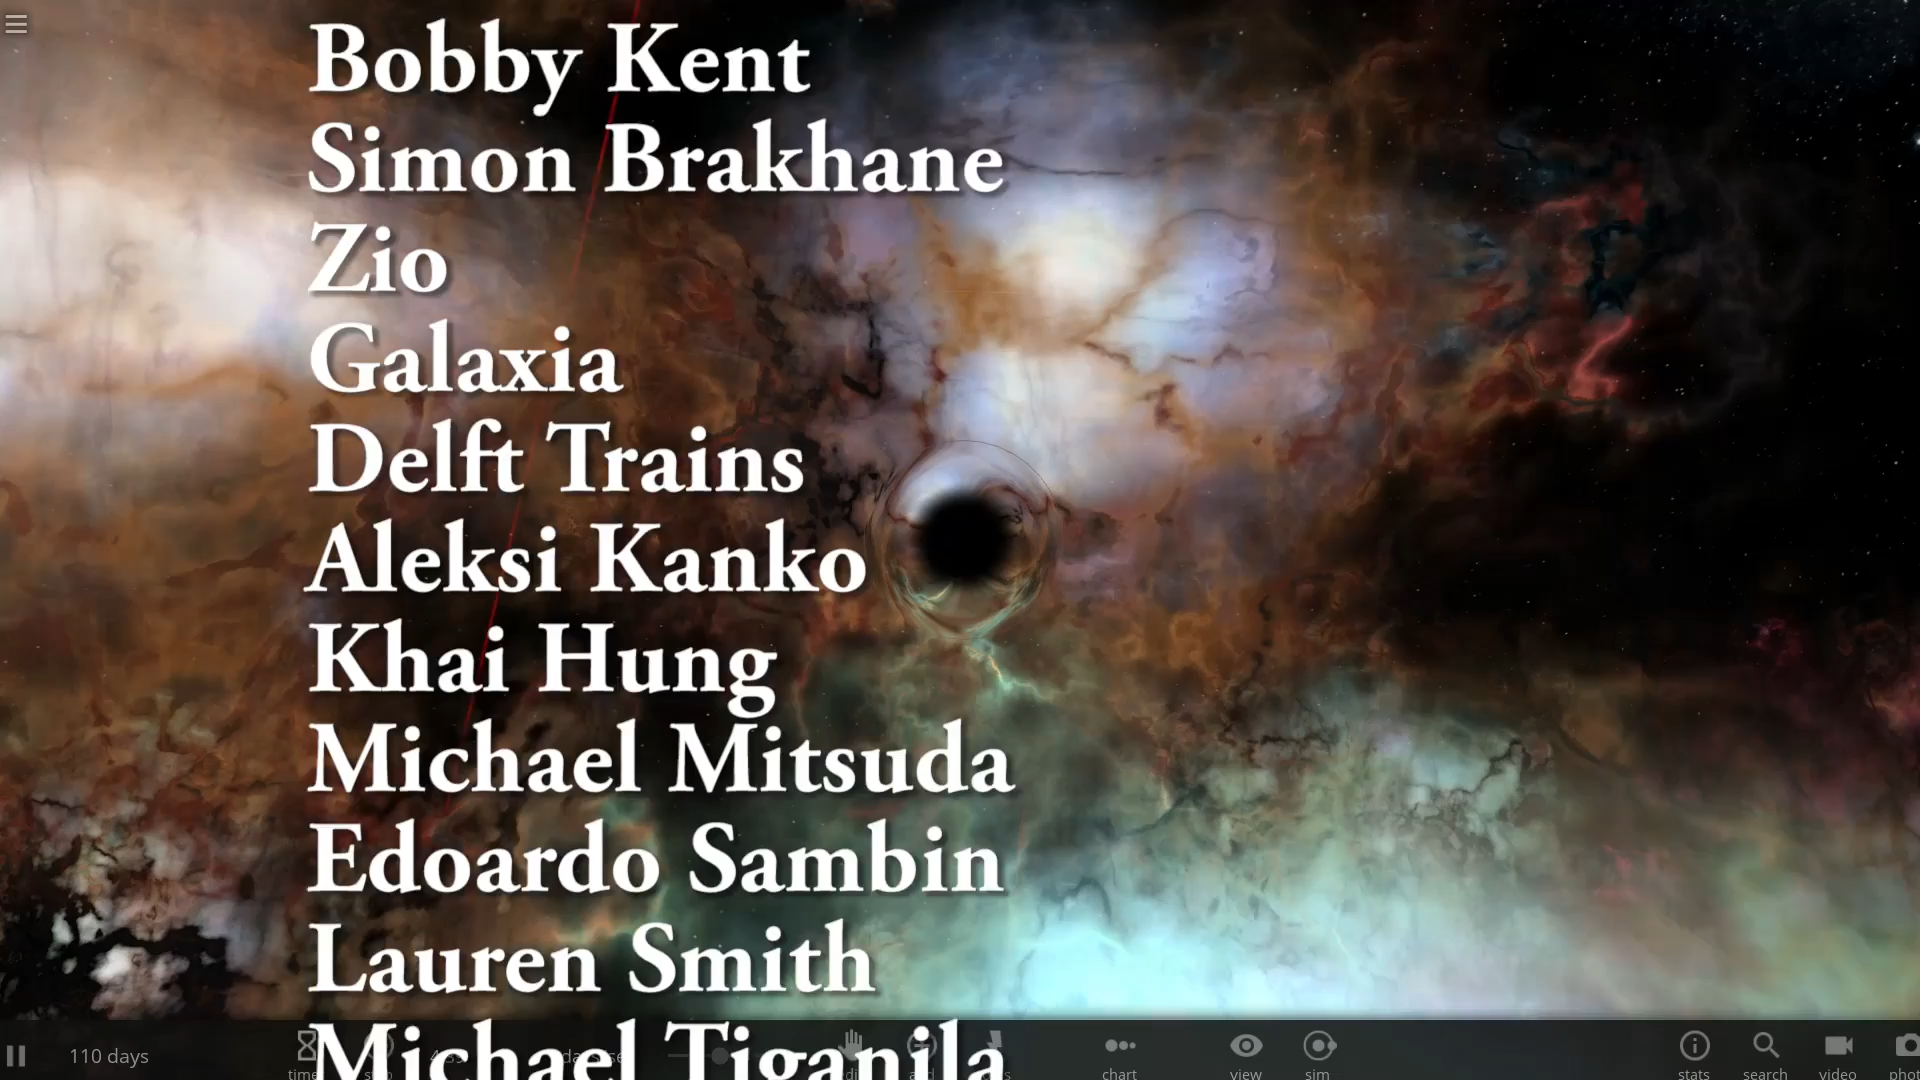 Bobby Kent
Simon Brakhane
Zio
Galaxia
Delft Trains
Aleksi Kanko
Khai Hung
Michael Mitsuda
Edoardo Sambin
Lauren Smith
Michael Tiganila
110 days
time
chart
view
sim
stats
search
video